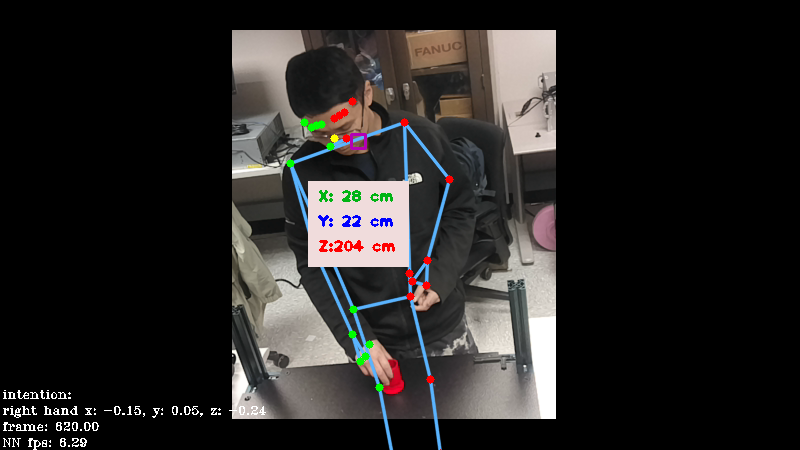 FANUC
X: 28 cm
Y: 22 cm
Z:204 cm
intention:
right hand x: -0.15, y: 0.05, z: -0.24
frame: 620.00
NN fps: 6.29